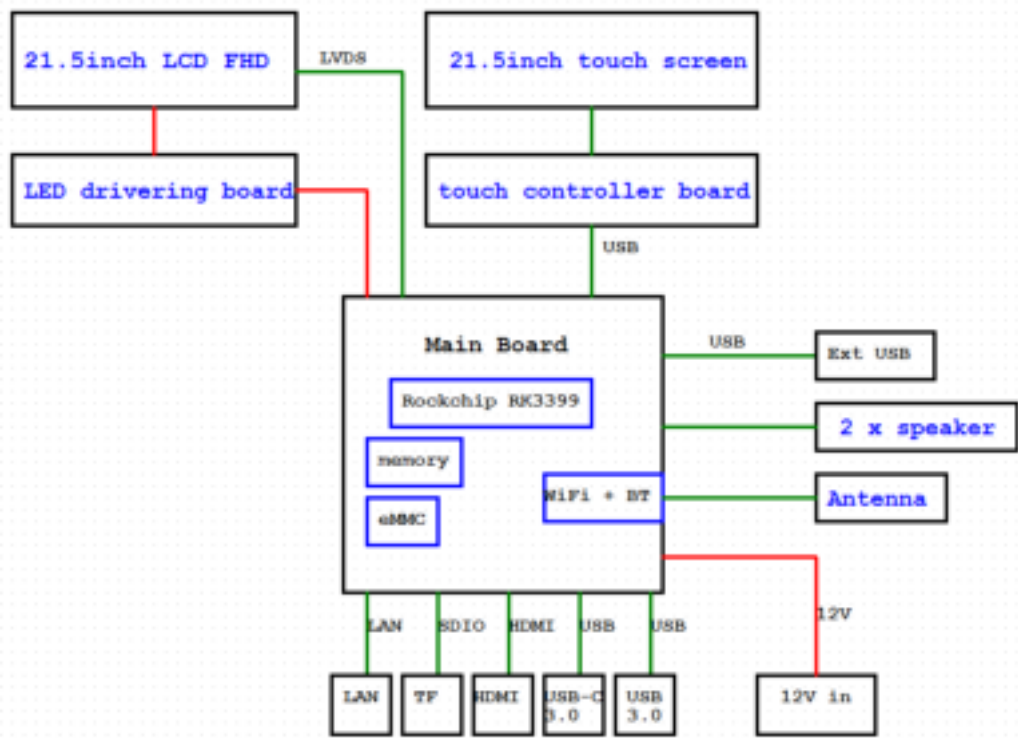 21.5inch LCD FHD
LVDS
21.5inch touch screen
LED drivering board
touch controller board
USB
Main Board
Rockchip RK3399
memory
eMMC
WiFi + BT
USB
Ext USB
2 x speaker
Antenna
12V
LAN
SDIO
HDMI
USB
USB
LAN
TF
HDMI
USB-C
3.0
USB
3.0
12V in